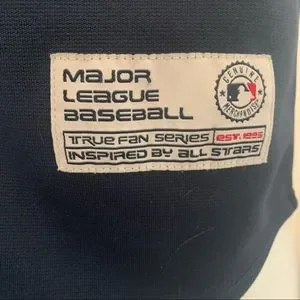 MAJOR
LEAGUE
BASEBALL
GENUINE
MERCHANDISE
TRUE FAN SERIES
EST. 1995
INSPIRED BY ALL STARS